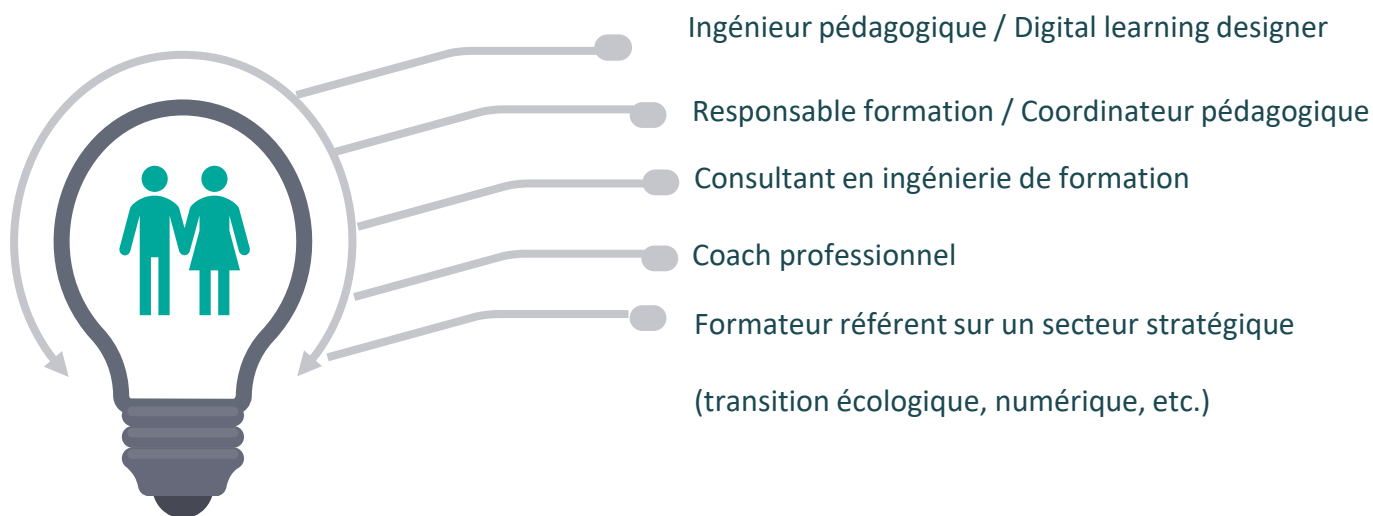 Ingénieur pédagogique / Digital learning designer
Responsable formation / Coordinateur pédagogique
Consultant en ingénierie de formation
Coach professionnel
Formateur référent sur un secteur stratégique
(transition écologique, numérique, etc.)